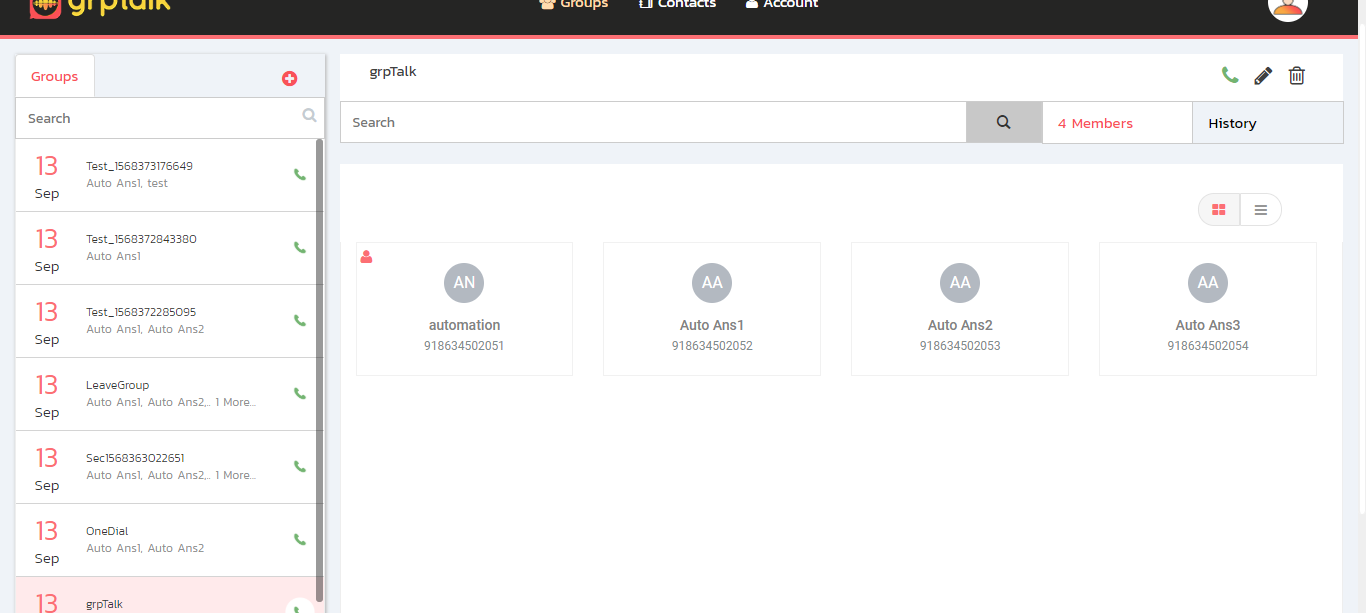 grpTalk
Groups
Contacts
Account
Groups
Search
13
Sep
Test_1568373176649
Auto Ans1, test
13
Sep
Test_1568372843380
Auto Ans1
13
Sep
Test_1568372285095
Auto Ans1, Auto Ans2
13
Sep
LeaveGroup
Auto Ans1, Auto Ans2,.. 1 More...
13
Sep
Sec1568363022651
Auto Ans1, Auto Ans2,.. 1 More...
13
Sep
OneDial
Auto Ans1, Auto Ans2
13
grpTalk
grpTalk
Search
4 Members
History
AN
automation
918634502051
AA
Auto Ans1
918634502052
AA
Auto Ans2
918634502053
AA
Auto Ans3
918634502054